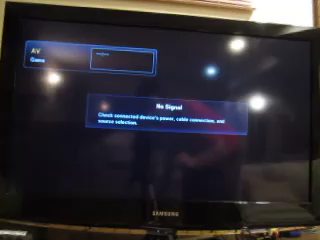 AV
Game
No Signal
Check connected device's power, cable connection, and
source selection.
SAMSUNG